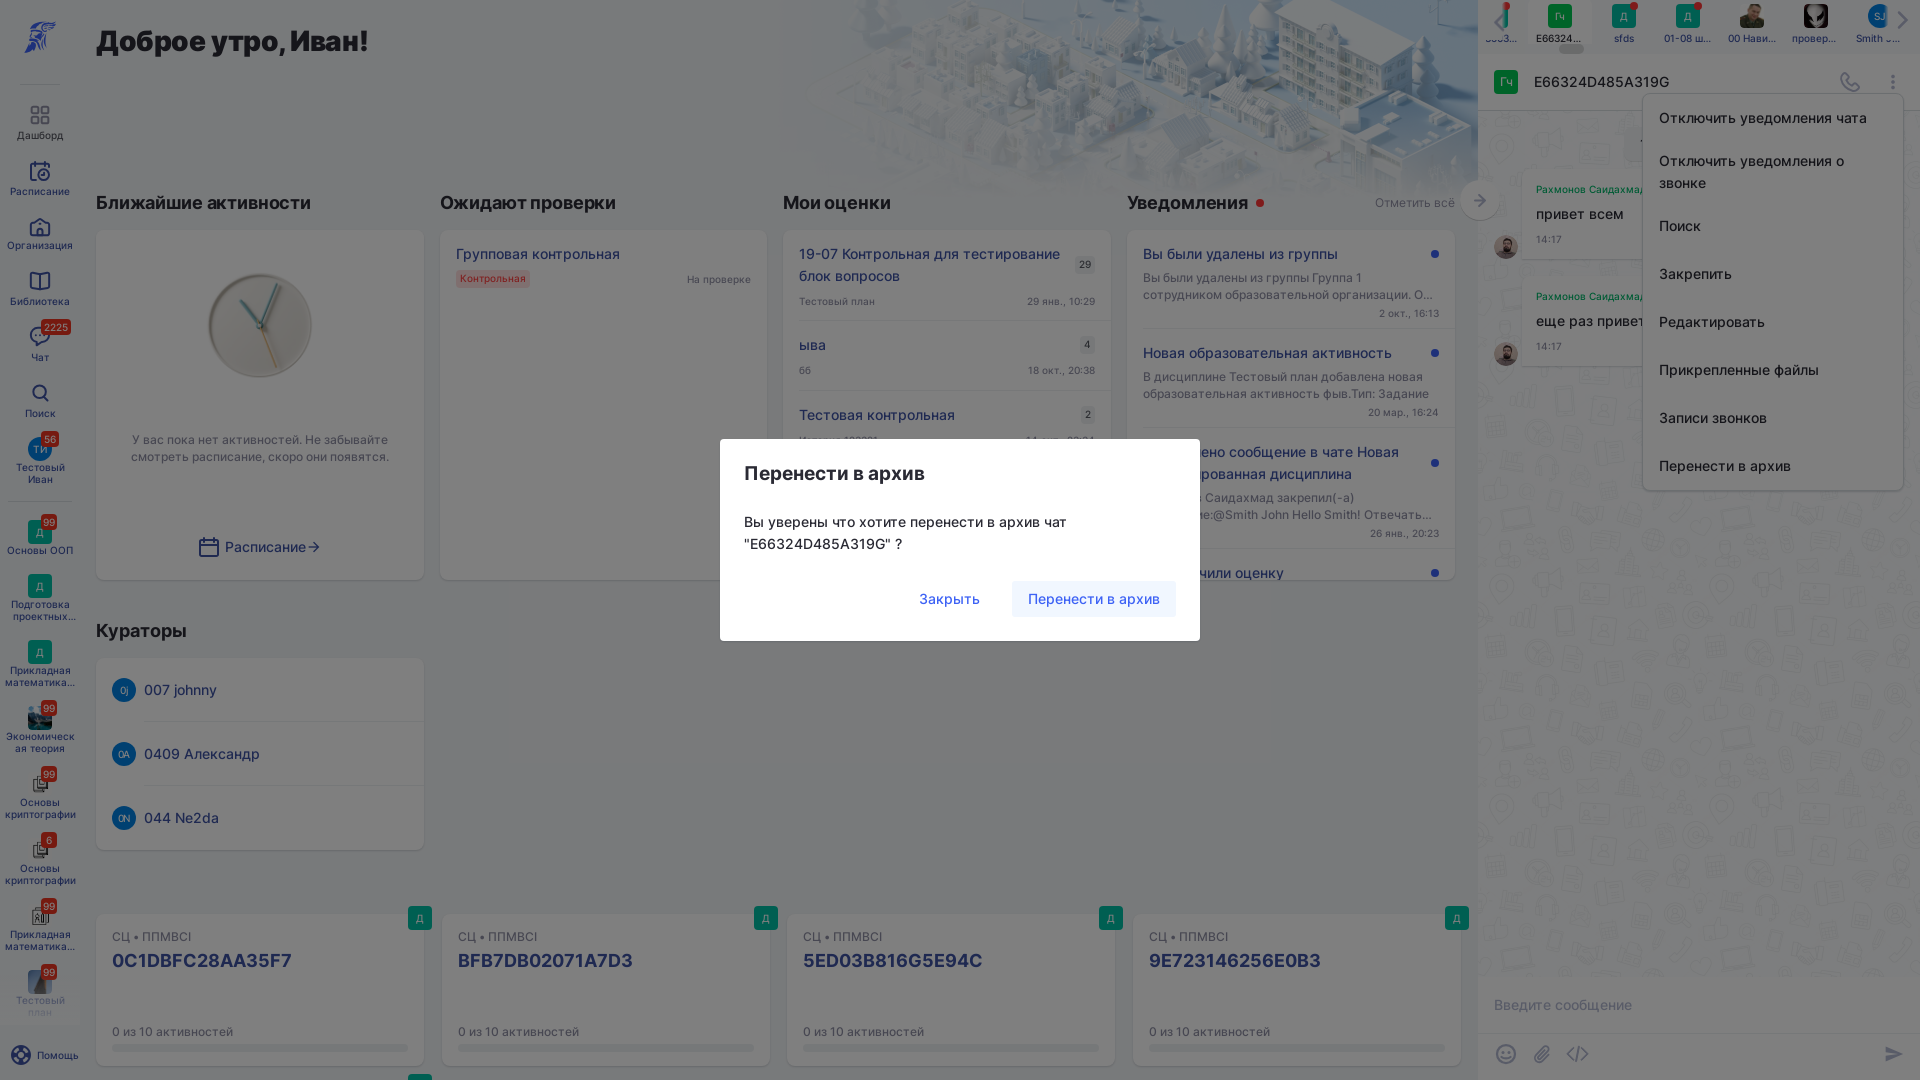 Доброе утро, Иван!
Дашборд
Расписание
Организация
Библиотека
2225
Чат
Поиск
ТИ
56
Тестовый
Иван
99
Д
Основы ООП
Д
Подготовка
проектных...
Д
Прикладная
математика...
99
Экономическ
ая теория
99
Основы
криптографии
6
Основы
криптографии
99
Прикладная
математика...
99
Тестовый
план
Помощь
Ближайшие активности
У вас пока нет активностей. Не забывайте
смотреть расписание, скоро они появятся.
Расписание
Ожидают проверки
Групповая контрольная
Контрольная
На проверке
Мои оценки
19-07 Контрольная для тестирование
блок вопросов
29
Тестовый план
29 янв., 10:29
ыва
4
бб
18 окт., 20:38
Тестовая контрольная
2
Уведомления
Отметить всё
Вы были удалены из группы
Вы были удалены из группы Группа 1
сотрудником образовательной организации. О...
2 окт., 16:13
Новая образовательная активность
В дисциплине Тестовый план добавлена новая
образовательная активность фыв.Тип: Задание
20 мар., 16:24
сообщение в чате Новая
дисциплина
Саидахмад закрепил(-а)
Hello Smith! Отвечать...
26 янв., 20:23
оценку
Перенести в архив
Вы уверены что хотите перенести в архив чат
"E66324D485A319G" ?
Закрыть
Перенести в архив
Кураторы
0j
007 johnny
0А
0409 Александр
0N
044 Ne2da
Д
СЦ • ППМВСІ
0C1DBFC28AA35F7
0 из 10 активностей
Д
СЦ • ППМВСІ
BFB7DB02071A7D3
0 из 10 активностей
Д
СЦ • ППМВСІ
5ED03B816G5E94C
0 из 10 активностей
Д
СЦ • ППМВСІ
9E723146256E0B3
0 из 10 активностей
Гч
E66324...
Д
sfds
Д
01-08 ш...
00 Нави...
провер...
SJ
Smith J...
Гч
E66324D485A319G
Рахмонов Саидахмад
привет всем
14:17
Рахмонов Саидахмад
еще раз привет
14:17
Отключить уведомления чата
Отключить уведомления о
звонке
Поиск
Закрепить
Редактировать
Прикрепленные файлы
Записи звонков
Перенести в архив
Введите сообщение